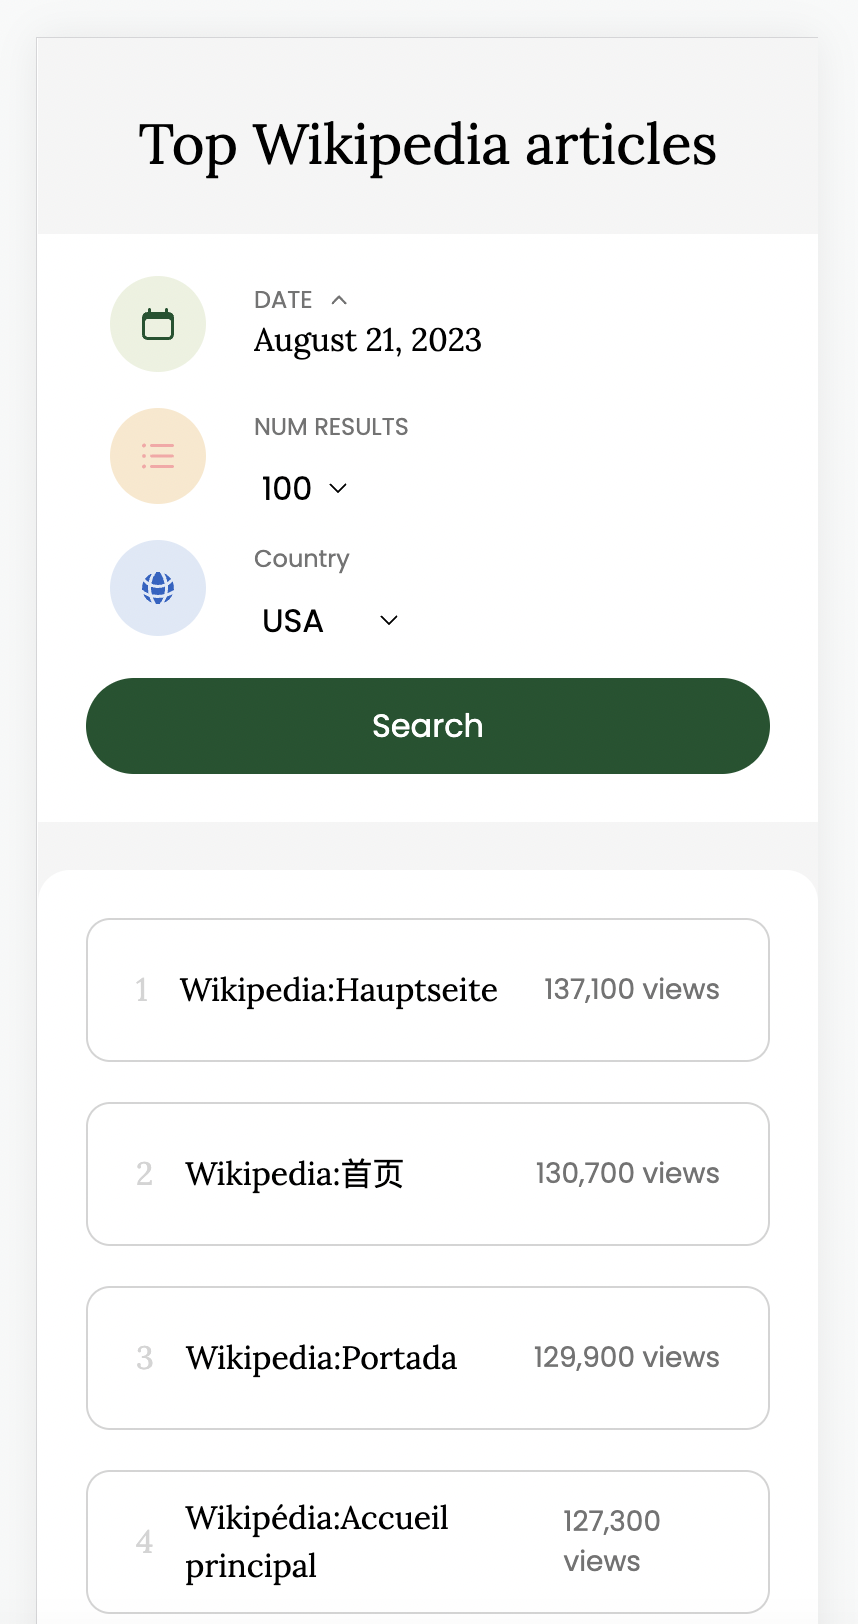 Top Wikipedia articles
DATE
August 21, 2023
NUM RESULTS
100
Country
USA
Search
1 Wikipedia:Hauptseite 137,100 views
2 Wikipedia:首页 130,700 views
3 Wikipedia:Portada 129,900 views
4 Wikipédia:Accueil principal 127,300 views